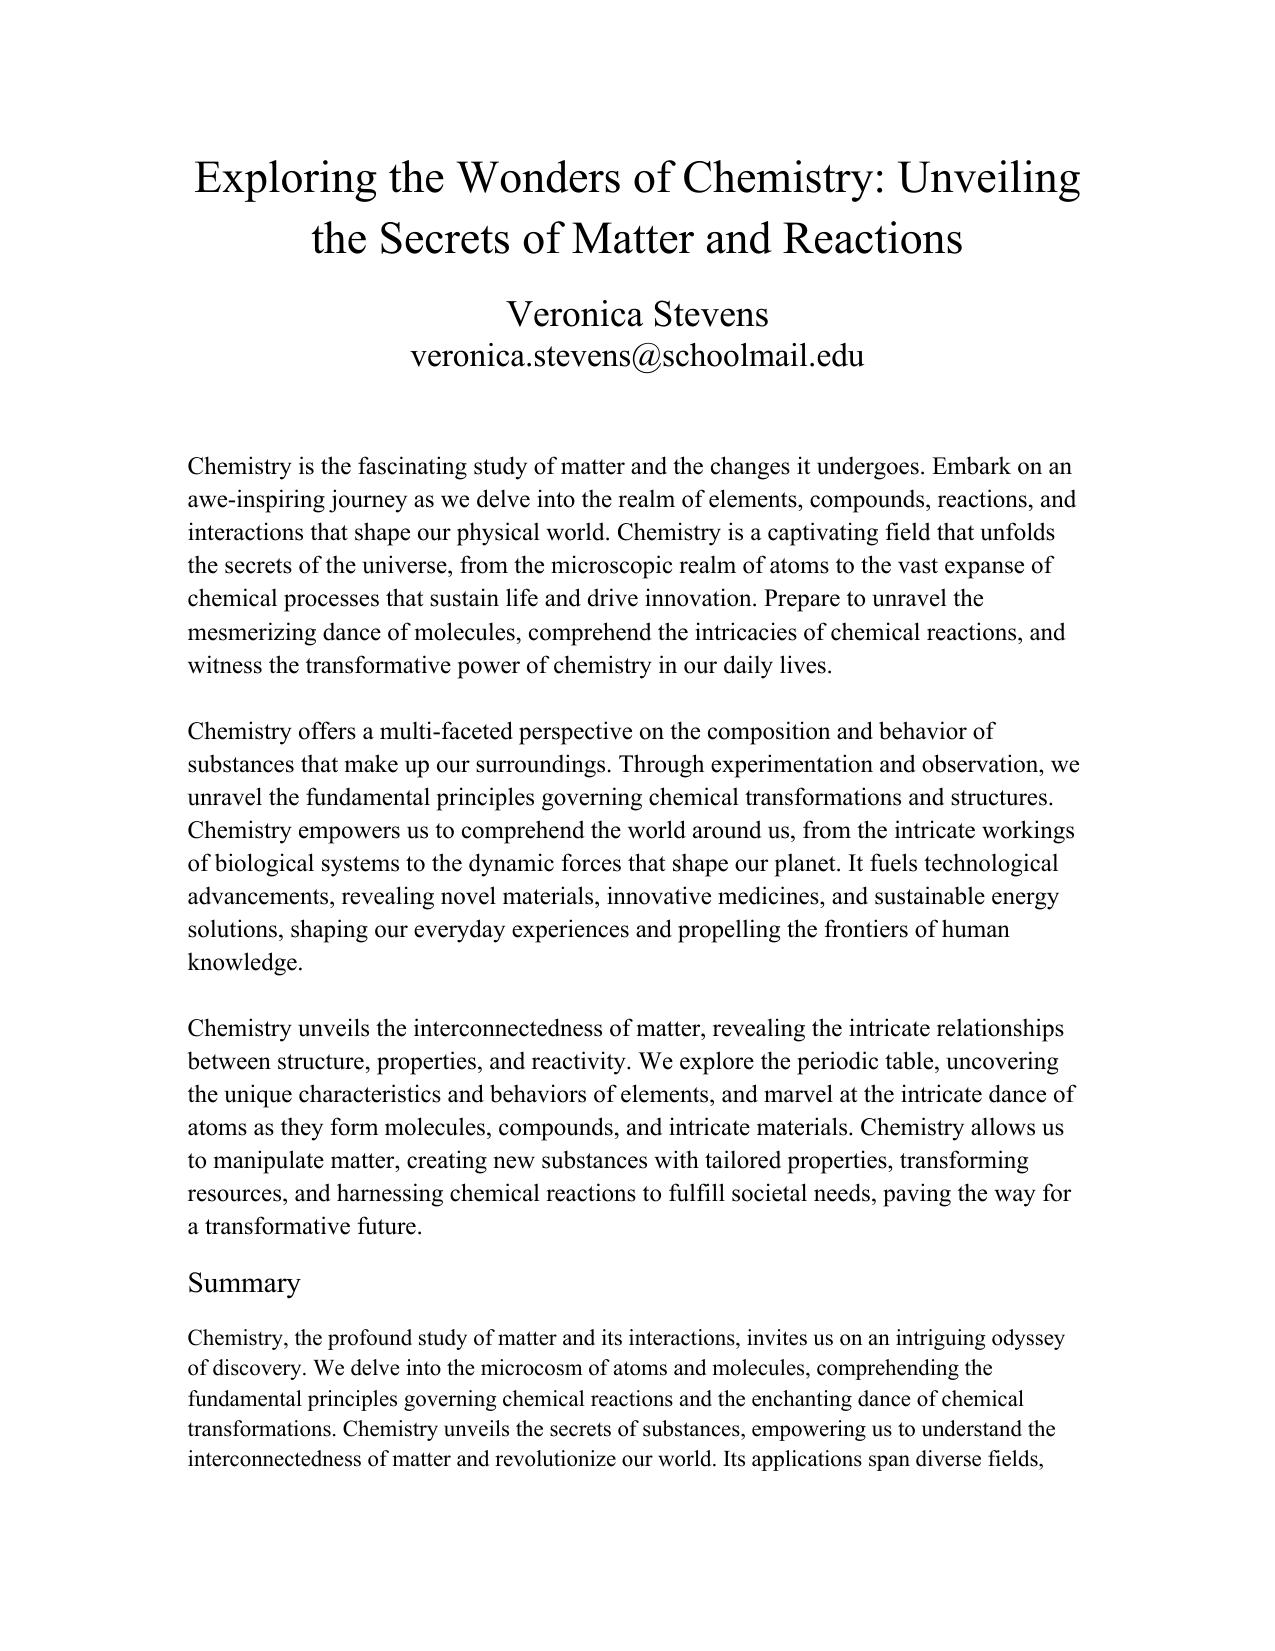 Exploring the Wonders of Chemistry: Unveiling
the Secrets of Matter and Reactions
Veronica Stevens
veronica.stevens@schoolmail.edu
Chemistry is the fascinating study of matter and the changes it undergoes. Embark on an
awe-inspiring journey as we delve into the realm of elements, compounds, reactions, and
interactions that shape our physical world. Chemistry is a captivating field that unfolds
the secrets of the universe, from the microscopic realm of atoms to the vast expanse of
chemical processes that sustain life and drive innovation. Prepare to unravel the
mesmerizing dance of molecules, comprehend the intricacies of chemical reactions, and
witness the transformative power of chemistry in our daily lives.
Chemistry offers a multi-faceted perspective on the composition and behavior of
substances that make up our surroundings. Through experimentation and observation, we
unravel the fundamental principles governing chemical transformations and structures.
Chemistry empowers us to comprehend the world around us, from the intricate workings
of biological systems to the dynamic forces that shape our planet. It fuels technological
advancements, revealing novel materials, innovative medicines, and sustainable energy
solutions, shaping our everyday experiences and propelling the frontiers of human
knowledge.
Chemistry unveils the interconnectedness of matter, revealing the intricate relationships
between structure, properties, and reactivity. We explore the periodic table, uncovering
the unique characteristics and behaviors of elements, and marvel at the intricate dance of
atoms as they form molecules, compounds, and intricate materials. Chemistry allows us
to manipulate matter, creating new substances with tailored properties, transforming
resources, and harnessing chemical reactions to fulfill societal needs, paving the way for
a transformative future.
Summary
Chemistry, the profound study of matter and its interactions, invites us on an intriguing odyssey
of discovery. We delve into the microcosm of atoms and molecules, comprehending the
fundamental principles governing chemical reactions and the enchanting dance of chemical
transformations. Chemistry unveils the secrets of substances, empowering us to understand the
interconnectedness of matter and revolutionize our world. Its applications span diverse fields,